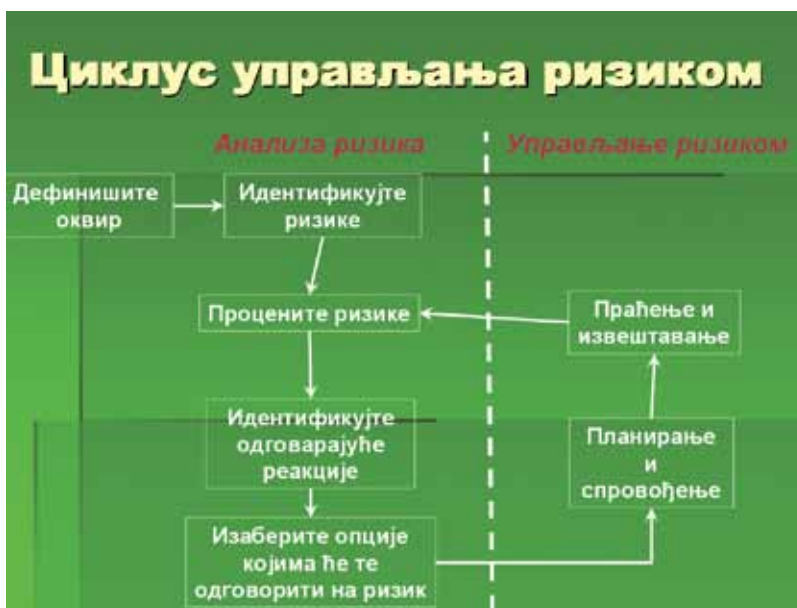 Циклус управљања ризиком
Анализа ризика
Управљање ризиком
Дефинишите
оквир
Идентификујте
ризике
Процените ризике
Праћење и
извештавање
Идентификујте
одговарајуће
реакције
Планирање
и
спровођење
Изаберите опције
којима ће те
одговорити на ризик